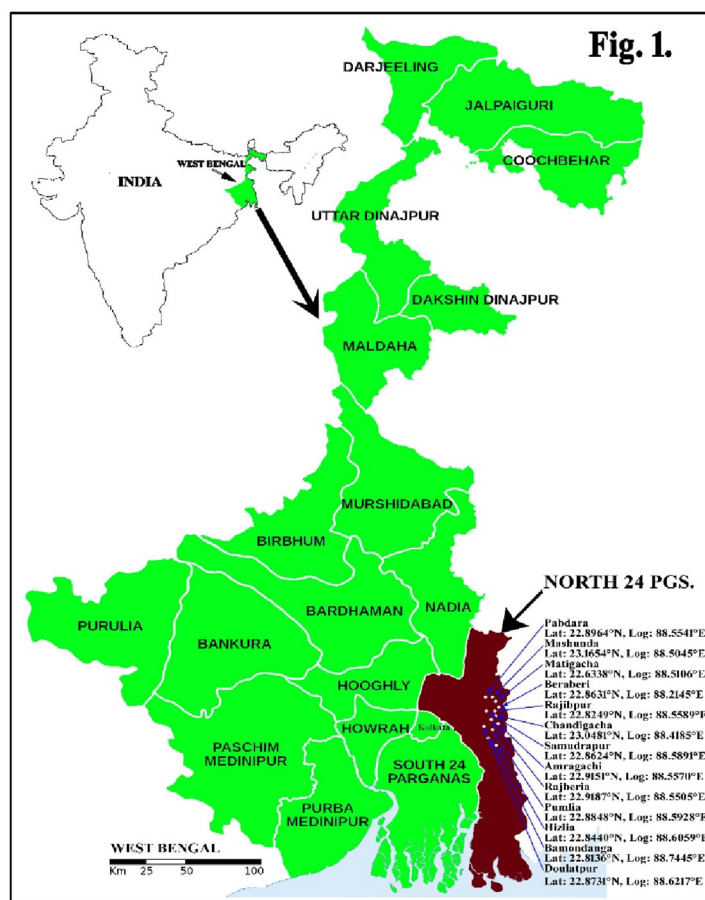 Fig. 1.
DARJEELING
JALPAIGURI
COOCHBEHAR
WEST BENGAL
INDIA
UTTAR DINAJPUR
DAKSHIN DINAJPUR
MALDAHA
MURSHIDABAD
BIRBHUM
NORTH 24 PGS.
BARDHAMAN
NADIA
PURULIA
BANKURA
HOOGHLY
HOWRAH
Kolkata
PASCHIM
MEDINIPUR
SOUTH 24
PARGANAS
PURBA
MEDINIPUR
Pabdara
Lat: 22.8964°N, Log: 88.5541°E
Mashunda
Lat: 23.1654°N, Log: 88.5045°E
Matigacha
Lat: 22.6338°N, Log: 88.5106°E
Beraberi
Lat: 22.8631°N, Log: 88.2145°E
Rajibpur
Lat: 22.8249°N, Log: 88.5589°E
Chandigacha
Lat: 23.0481°N, Log: 88.4185°E
Samudrapur
Lat: 22.8624°N, Log: 88.5891°E
Amragachi
Lat: 22.9151°N, Log: 88.5570°E
Rajberia
Lat: 22.9187°N, Log: 88.5505°E
Pumlia
Lat: 22.8848°N, Log: 88.5928°E
Hizlia
Lat: 22.8440°N, Log: 88.6059°E
Bamondanga
Lat: 22.8136°N, Log: 88.7445°E
Doulatpur
Lat: 22.8731°N, Log: 88.6217°E
WEST BENGAL
Km 25 50 100